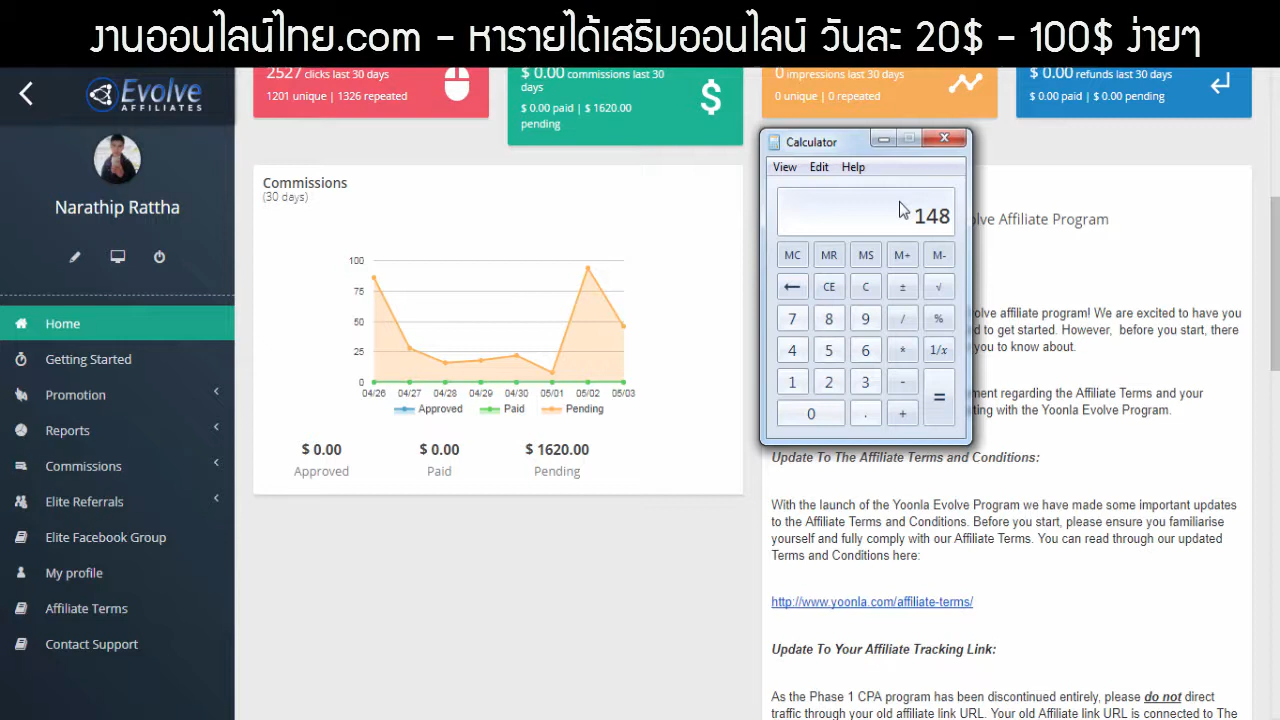 งานออนไลน์ไทย.com - หารายได้เสริมออนไลน์ วันละ 20$ - 100$ ง่ายๆ
Evolve
AFFILIATES
Narathip Rattha
Home
Getting Started
Promotion
Reports
Commissions
Elite Referrals
Elite Facebook Group
My profile
Affiliate Terms
Contact Support
2527 clicks last 30 days
1201 unique | 1326 repeated
$ 0.00 commissions last 30
days
$ 0.00 paid | $ 1620.00
pending
0 impressions last 30 days
0 unique | 0 repeated
$ 0.00 refunds last 30 days
$ 0.00 paid | $ 0.00 pending
Commissions
(30 days)
100
75
50
25
0
04/26 04/27 04/28 04/29 04/30 05/01 05/02 05/03
Approved Paid Pending
$ 0.00 $ 0.00 $ 1620.00
Approved Paid Pending
Calculator
View Edit Help
148
MC MR MS M+ M-
← CE C ± √
7 8 9 / %
4 5 6 * 1/x
1 2 3 - =
0 . +
Affiliate Program
affiliate program! We are excited to have you
to get started. However, before you start, there
you to know about.
regarding the Affiliate Terms and your
with the Yoonla Evolve Program.
Update To The Affiliate Terms and Conditions:
With the launch of the Yoonla Evolve Program we have made some important updates
to the Affiliate Terms and Conditions. Before you start, please ensure you familiarise
yourself and fully comply with our Affiliate Terms. You can read through our updated
Terms and Conditions here:
http://www.yoonla.com/affiliate-terms/
Update To Your Affiliate Tracking Link:
As the Phase 1 CPA program has been discontinued entirely, please do not direct
traffic through your old affiliate link URL. Your old Affiliate link URL is connected to The